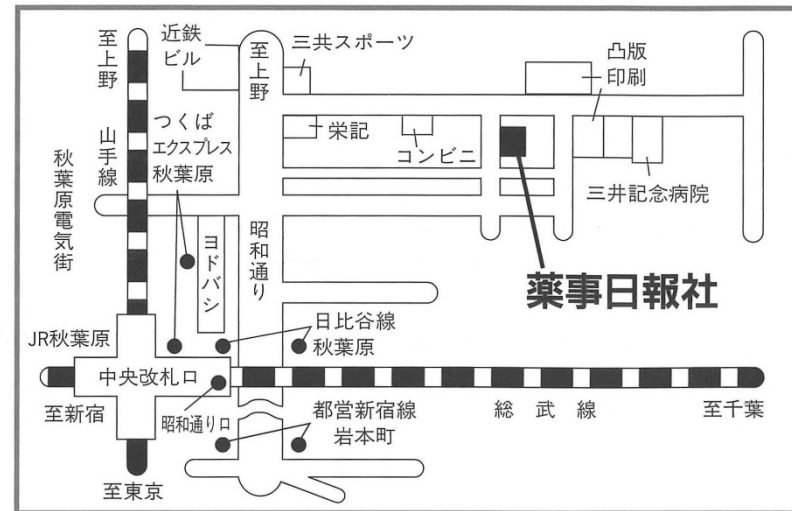 至上野
近鉄
ビル
至上野
三共スポーツ
凸版
印刷
つくば
エクスプレス
秋葉原
山手線
秋葉原電気街
栄記
コンビニ
三井記念病院
ヨドバシ
昭和通り
薬事日報社
JR秋葉原
日比谷線
秋葉原
中央改札口
至新宿
昭和通り口
都営新宿線
岩本町
総武線
至千葉
至東京